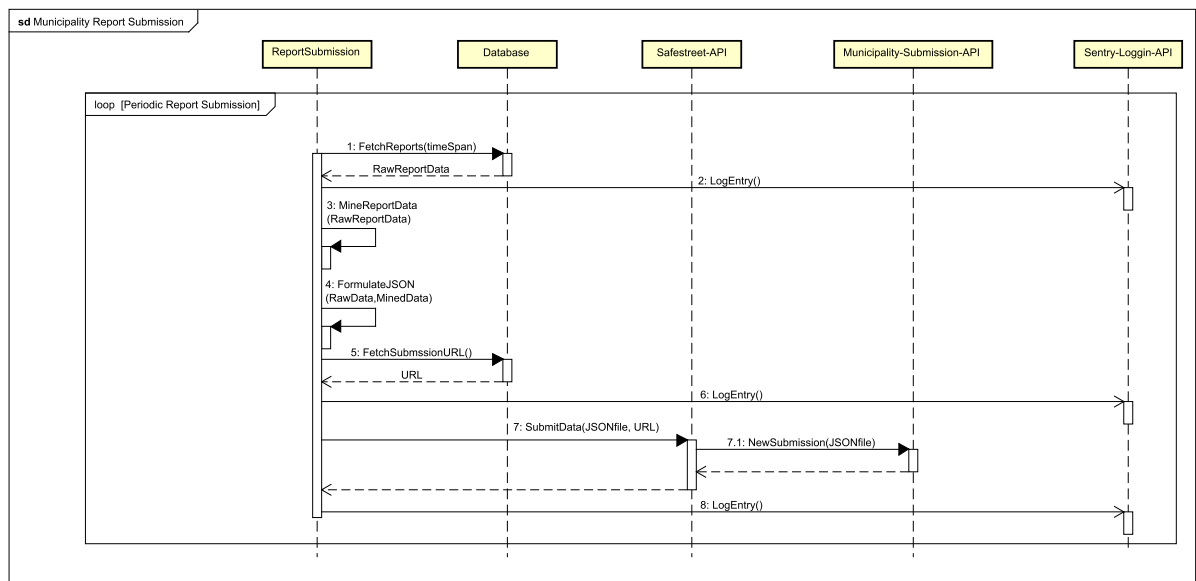 sd Municipality Report Submission
ReportSubmission
Database
Safestreet-API
Municipality-Submission-API
Sentry-Loggin-API
loop [Periodic Report Submission]
1: FetchReports(timeSpan)
RawReportData
2: LogEntry()
3: MineReportData
(RawReportData)
4: FormulateJSON
(RawData,MinedData)
5: FetchSubmssionURL()
URL
6: LogEntry()
7: SubmitData(JSONfile, URL)
7.1: NewSubmission(JSONfile)
8: LogEntry()